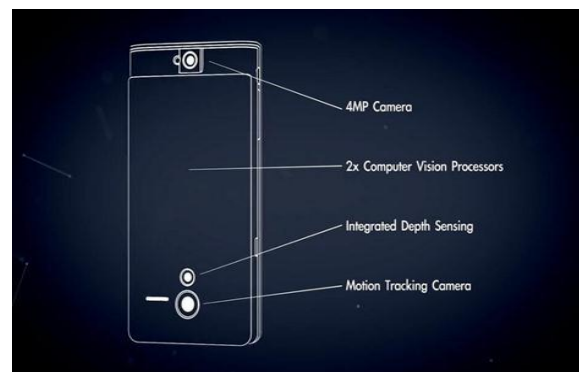 4MP Camera
2x Computer Vision Processors
Integrated Depth Sensing
Motion Tracking Camera